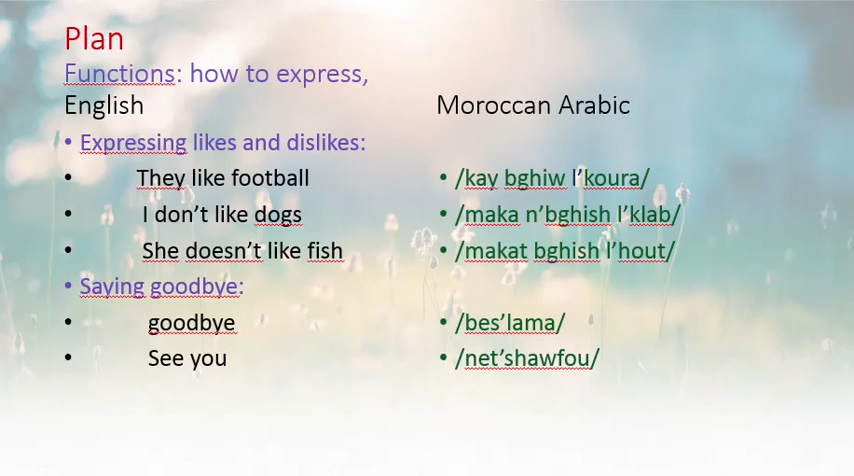 Plan
Functions: how to express,
English Moroccan Arabic
• Expressing likes and dislikes:
• They like football • /kay bghiw l’koura/
• I don’t like dogs • /maka n’bghish l’klab/
• She doesn’t like fish • /makat bghish l’hout/
• Saying goodbye:
• goodbye • /bes’lama/
• See you • /net’shawfou/